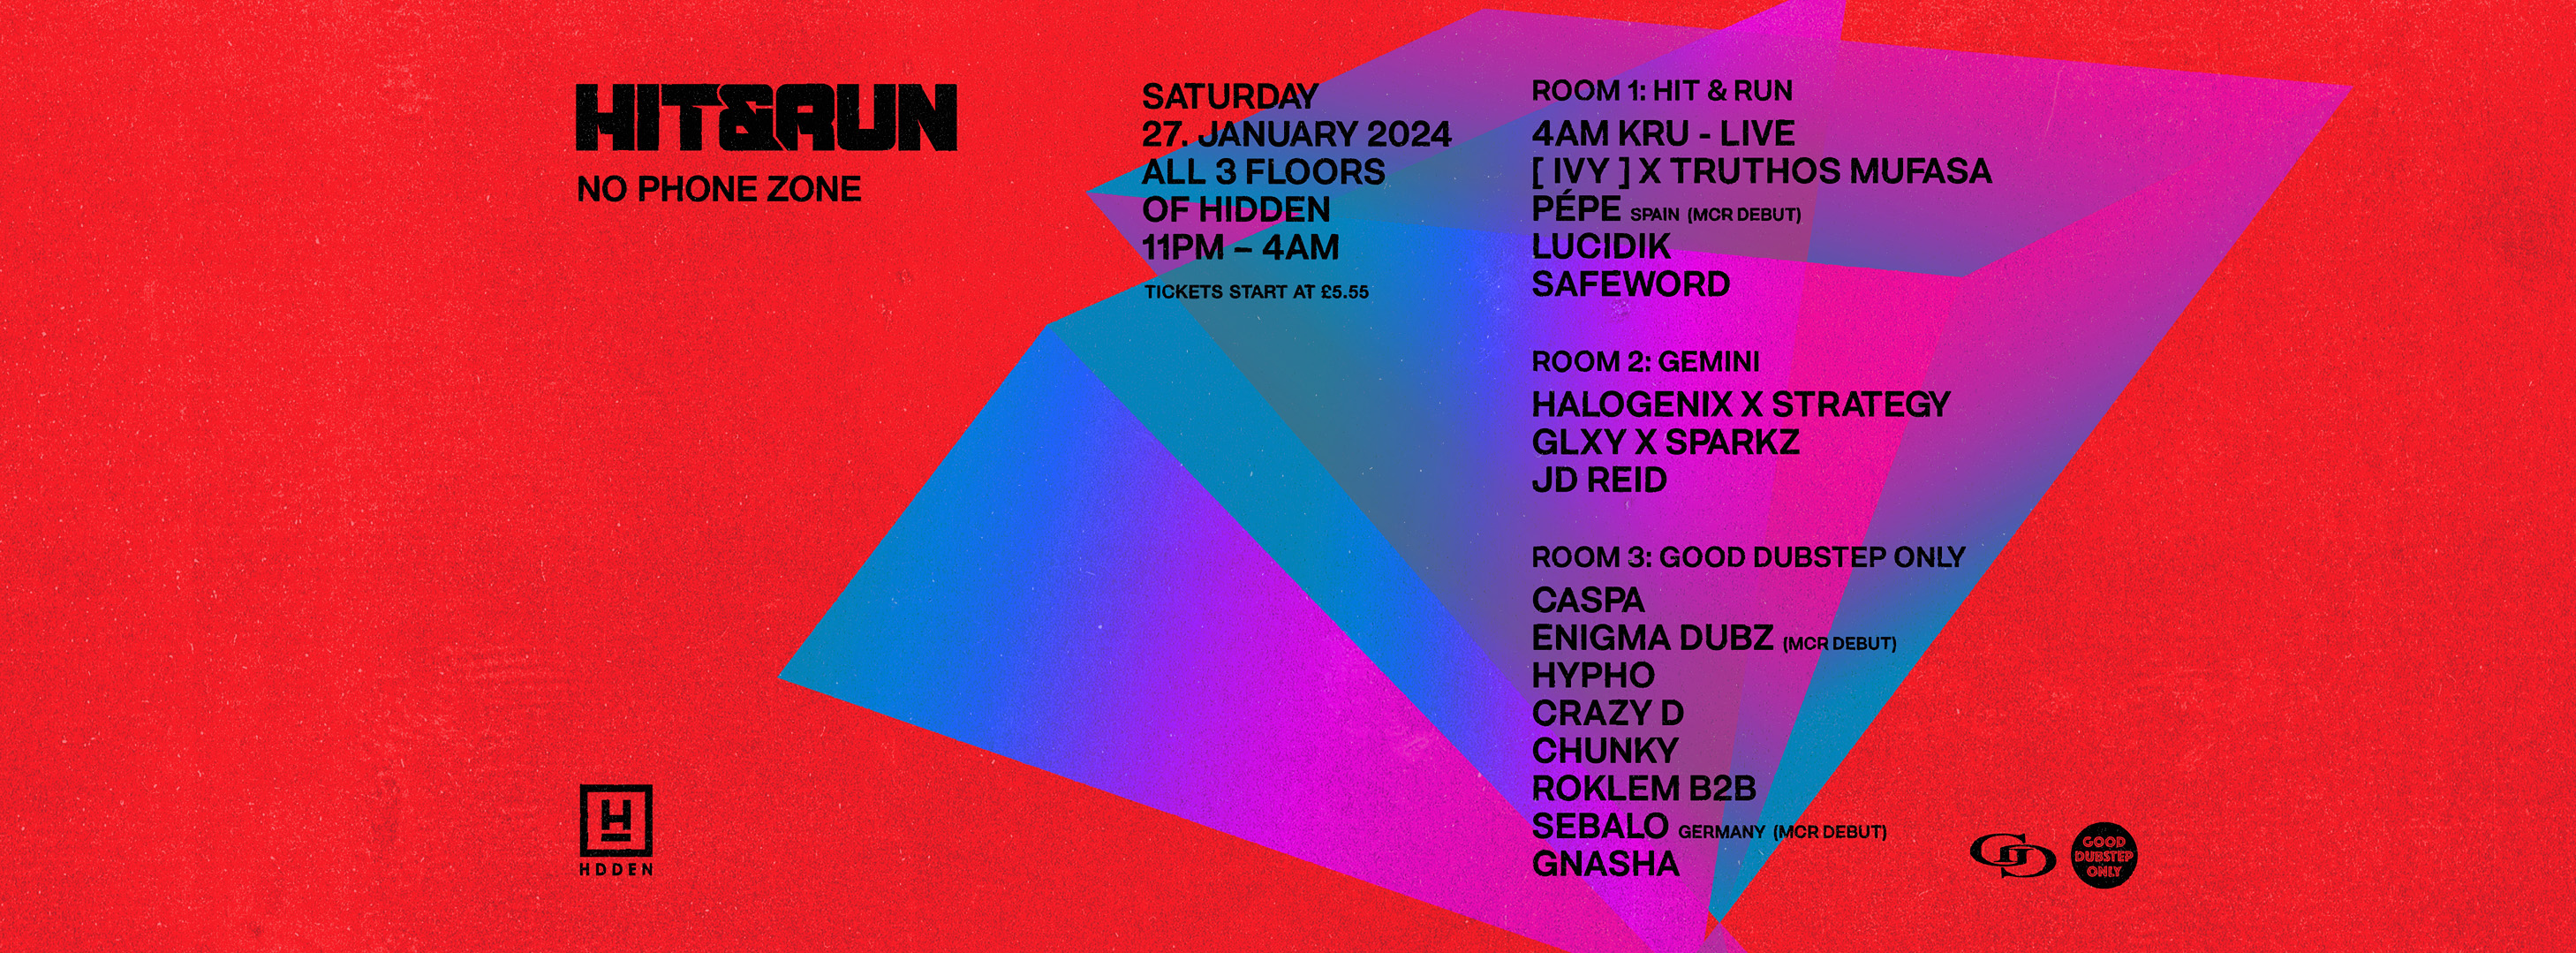 HIT&RUN
NO PHONE ZONE
SATURDAY
27. JANUARY 2024
ALL 3 FLOORS
OF HIDDEN
11PM – 4AM
TICKETS START AT £5.55
ROOM 1: HIT & RUN
4AM KRU - LIVE
[ IVY ] X TRUTHOS MUFASA
PÉPE SPAIN (MCR DEBUT)
LUCIDIK
SAFEWORD
ROOM 2: GEMINI
HALOGENIX X STRATEGY
GLXY X SPARKZ
JD REID
ROOM 3: GOOD DUBSTEP ONLY
CASPA
ENIGMA DUBZ (MCR DEBUT)
HYPHO
CRAZY D
CHUNKY
ROKLEM B2B
SEBALO GERMANY (MCR DEBUT)
GNASHA
H
HDDEN
GOOD
DUBSTEP
ONLY